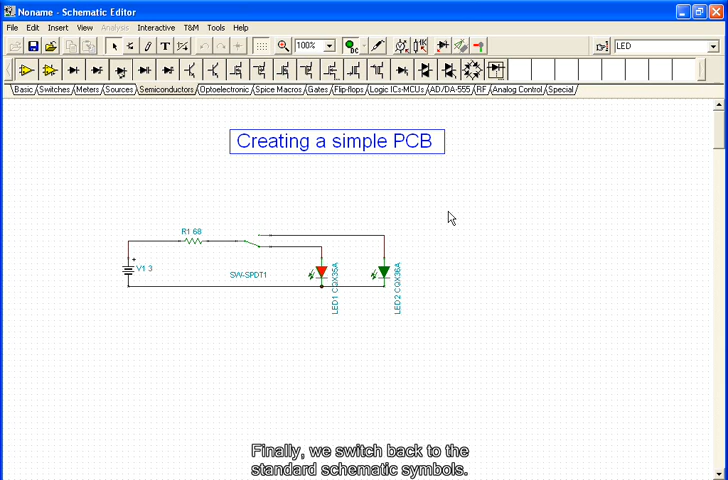 Noname - Schematic Editor
File Edit Insert View Analysis Interactive T&M Tools Help
100% DC LED
Basic Switches Meters Sources Semiconductors Optoelectronic Spice Macros Gates Flip-flops Logic ICs-MCUs AD/DA-555 RF Analog Control Special
Creating a simple PCB
R1 68
V1 3
SW-SPDT1
LED1 CQX35A
LED2 CQX36A
Finally, we switch back to the
standard schematic symbols.